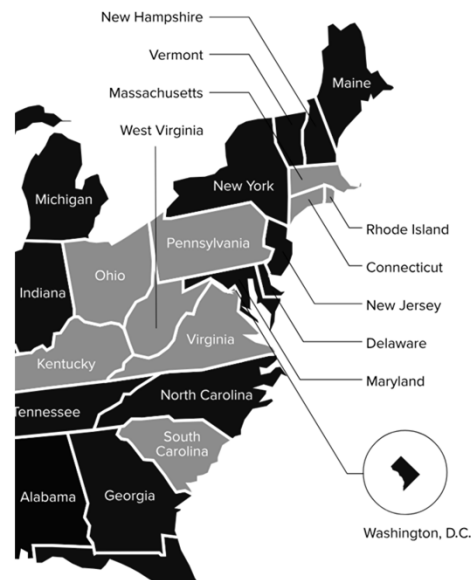 New Hampshire
Vermont
Maine
Massachusetts
West Virginia
Michigan
New York
Rhode Island
Pennsylvania
Connecticut
Ohio
Indiana
New Jersey
Virginia
Delaware
Kentucky
Maryland
North Carolina
Tennessee
South
Carolina
Alabama
Georgia
Washington, D.C.